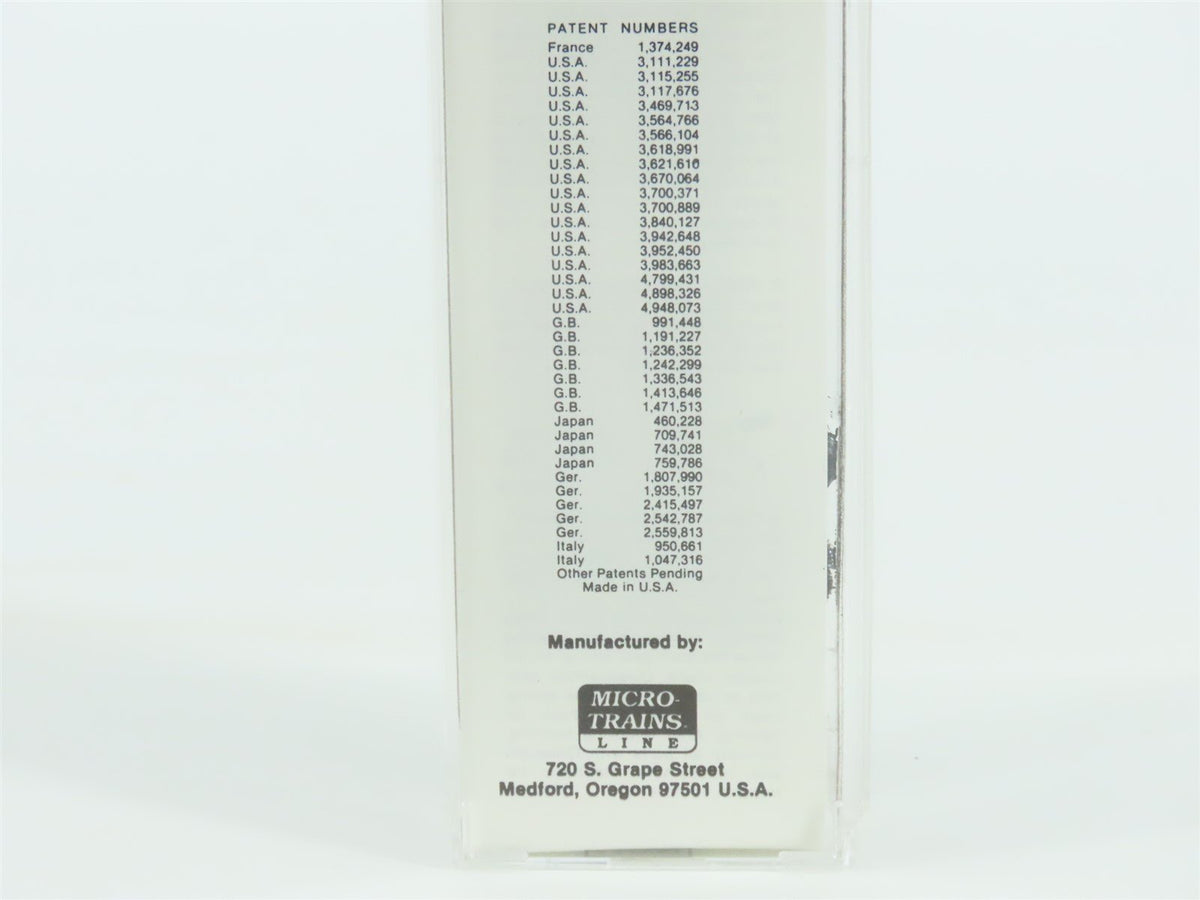 PATENT NUMBERS
France 1,374,249
U.S.A. 3,111,229
U.S.A. 3,115,255
U.S.A. 3,117,676
U.S.A. 3,469,713
U.S.A. 3,564,766
U.S.A. 3,566,104
U.S.A. 3,618,991
U.S.A. 3,621,610
U.S.A. 3,670,064
U.S.A. 3,700,371
U.S.A. 3,700,889
U.S.A. 3,840,127
U.S.A. 3,942,648
U.S.A. 3,952,450
U.S.A. 3,983,663
U.S.A. 4,799,431
U.S.A. 4,898,326
U.S.A. 4,948,073
G.B. 991,448
G.B. 1,191,227
G.B. 1,236,352
G.B. 1,242,299
G.B. 1,336,543
G.B. 1,413,646
G.B. 1,471,513
Japan 460,228
Japan 709,741
Japan 743,028
Japan 759,786
Ger. 1,807,990
Ger. 1,935,157
Ger. 2,415,497
Ger. 2,542,787
Ger. 2,559,813
Italy 950,661
Italy 1,047,316
Other Patents Pending
Made in U.S.A.
Manufactured by:
MICRO-
TRAINS
LINE
720 S. Grape Street
Medford, Oregon 97501 U.S.A.